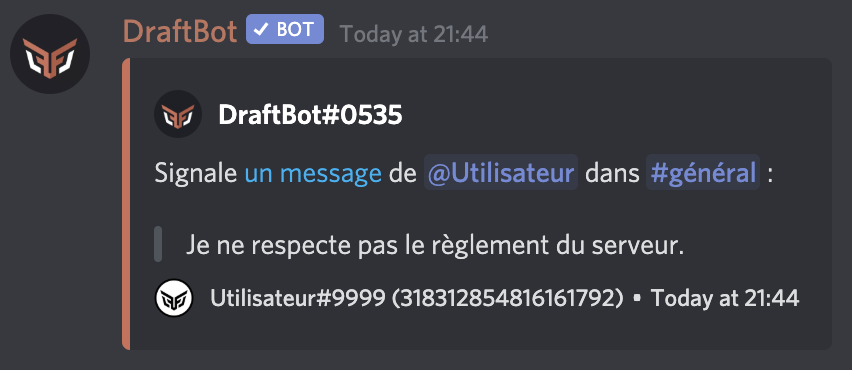 DraftBot ✓ BOT Today at 21:44
DraftBot#0535
Signale un message de @Utilisateur dans #général :
Je ne respecte pas le règlement du serveur.
Utilisateur#9999 (318312854816161792) • Today at 21:44